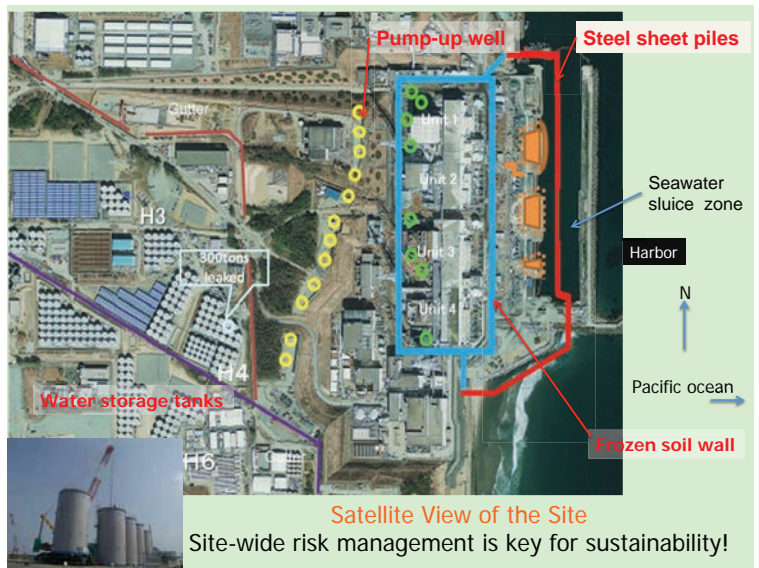 Pump-up well
Steel sheet piles
Gutter
Unit 1
Unit 2
Seawater
sluice zone
H3
300tons
leaked
Unit 3
Harbor
N
Unit 4
H4
Pacific ocean
Water storage tanks
Frozen soil wall
H16
Satellite View of the Site
Site-wide risk management is key for sustainability!